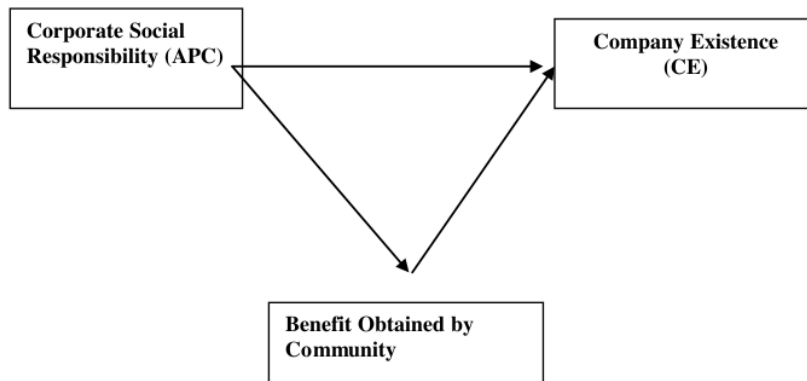 Corporate Social
Responsibility (APC)
Company Existence
(CE)
Benefit Obtained by
Community